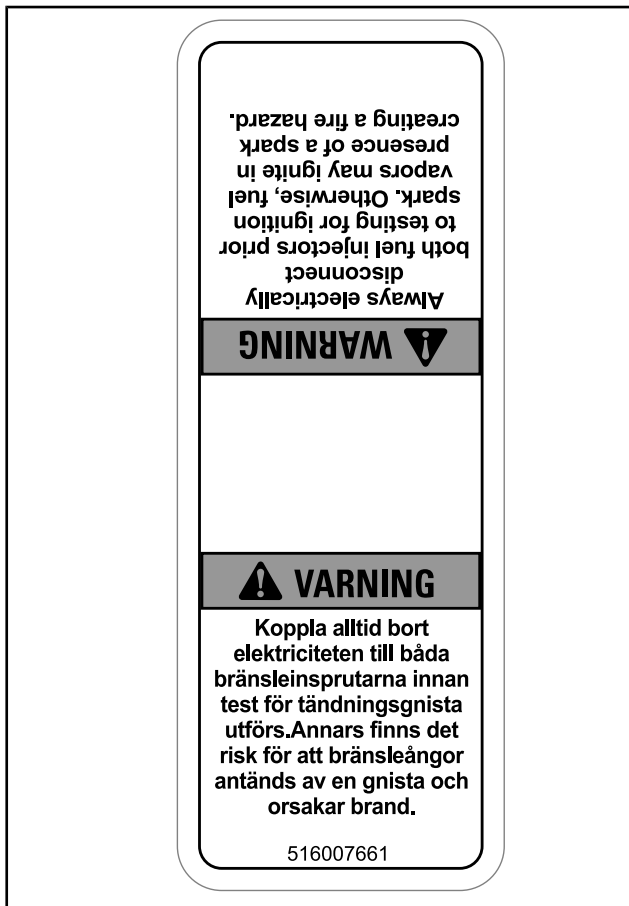 WARNING
Always electrically
disconnect
both fuel injectors prior
to testing for ignition
spark. Otherwise, fuel
vapors may ignite in
presence of a spark
creating a fire hazard.
VARNING
Koppla alltid bort
elektriciteten till båda
bränsleinsprutarna innan
test för tändningsgnista
utförs.Annars finns det
risk för att bränsleångor
antänds av en gnista och
orsakar brand.
516007661